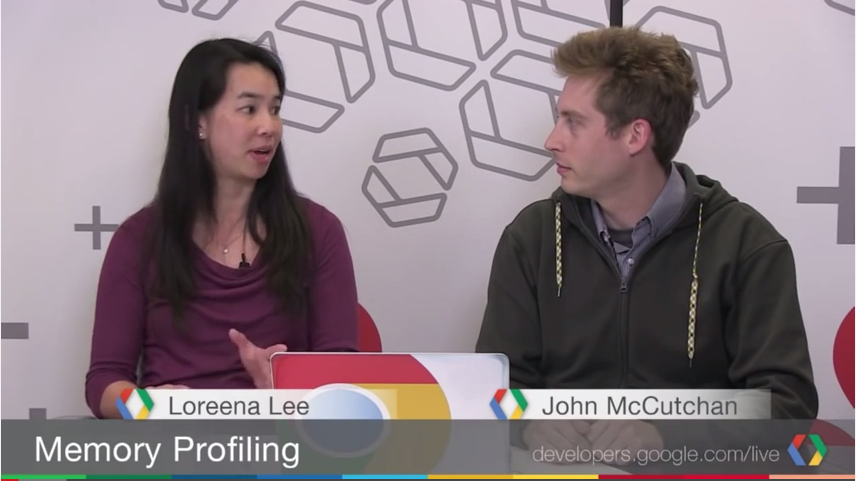 Loreena Lee
John McCutchan
Memory Profiling
developers.google.com/live